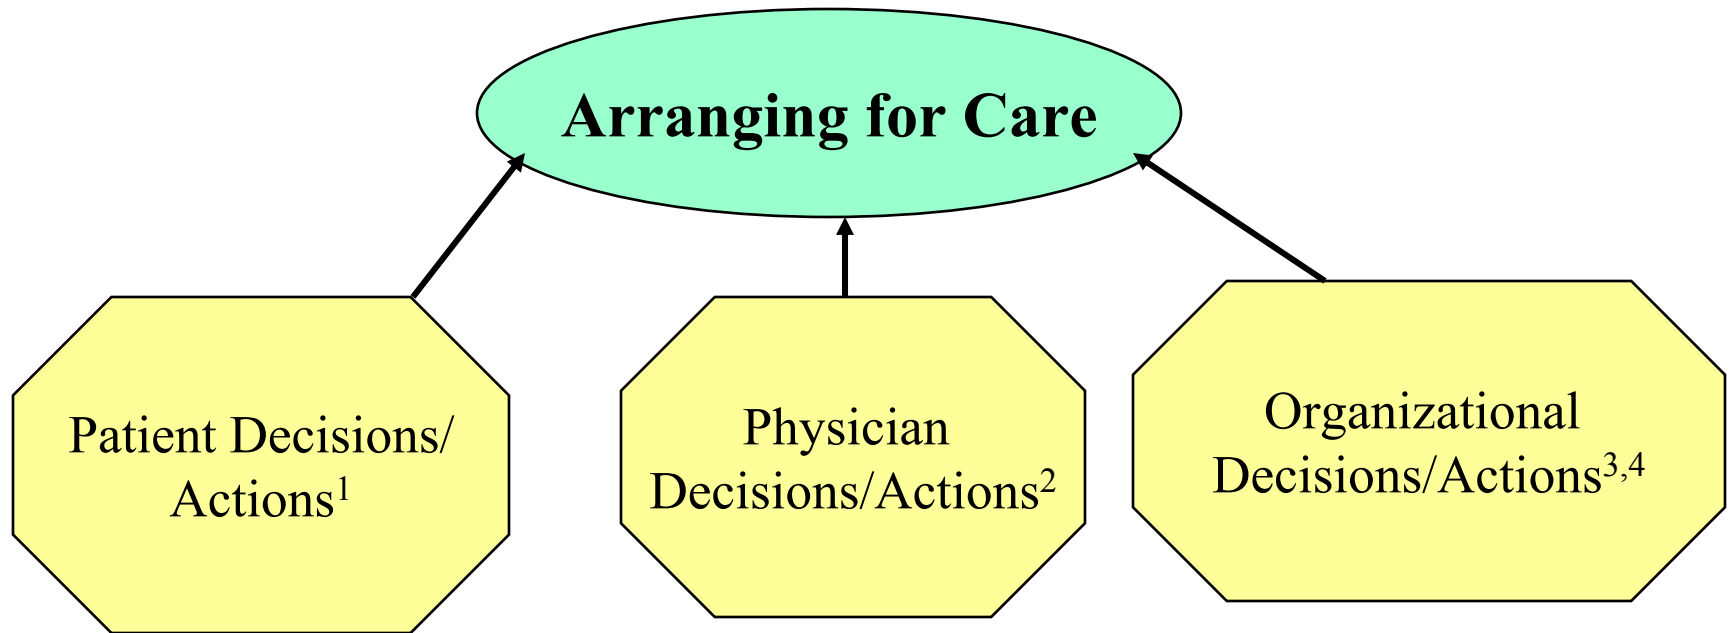 Arranging for Care
Patient Decisions/
Actions¹
Physician
Decisions/Actions²
Organizational
Decisions/Actions³,⁴